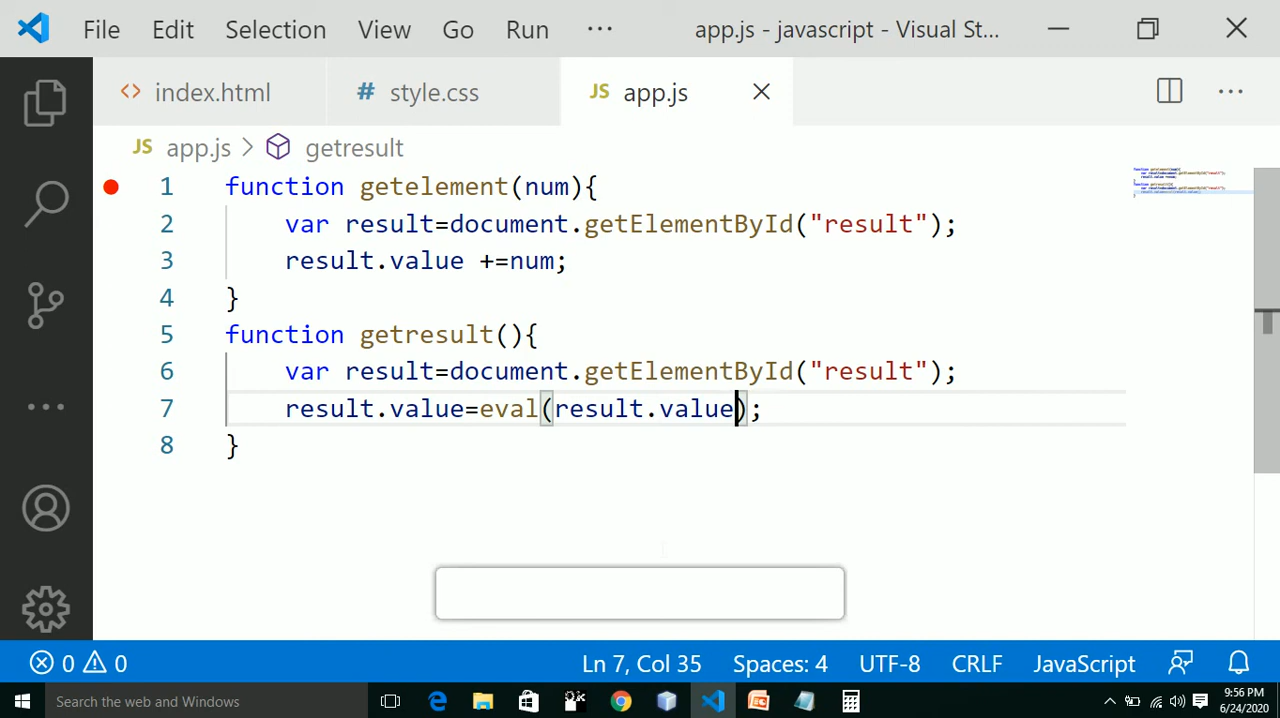 File Edit Selection View Go Run ··· app.js - javascript - Visual St...
<> index.html # style.css JS app.js
JS app.js > getresult
1 function getelement(num){
2 var result=document.getElementById("result");
3 result.value +=num;
4 }
5 function getresult(){
6 var result=document.getElementById("result");
7 result.value=eval(result.value);
8 }
0 0 Ln 7, Col 35 Spaces: 4 UTF-8 CRLF JavaScript
Search the web and Windows
9:56 PM
6/24/2020